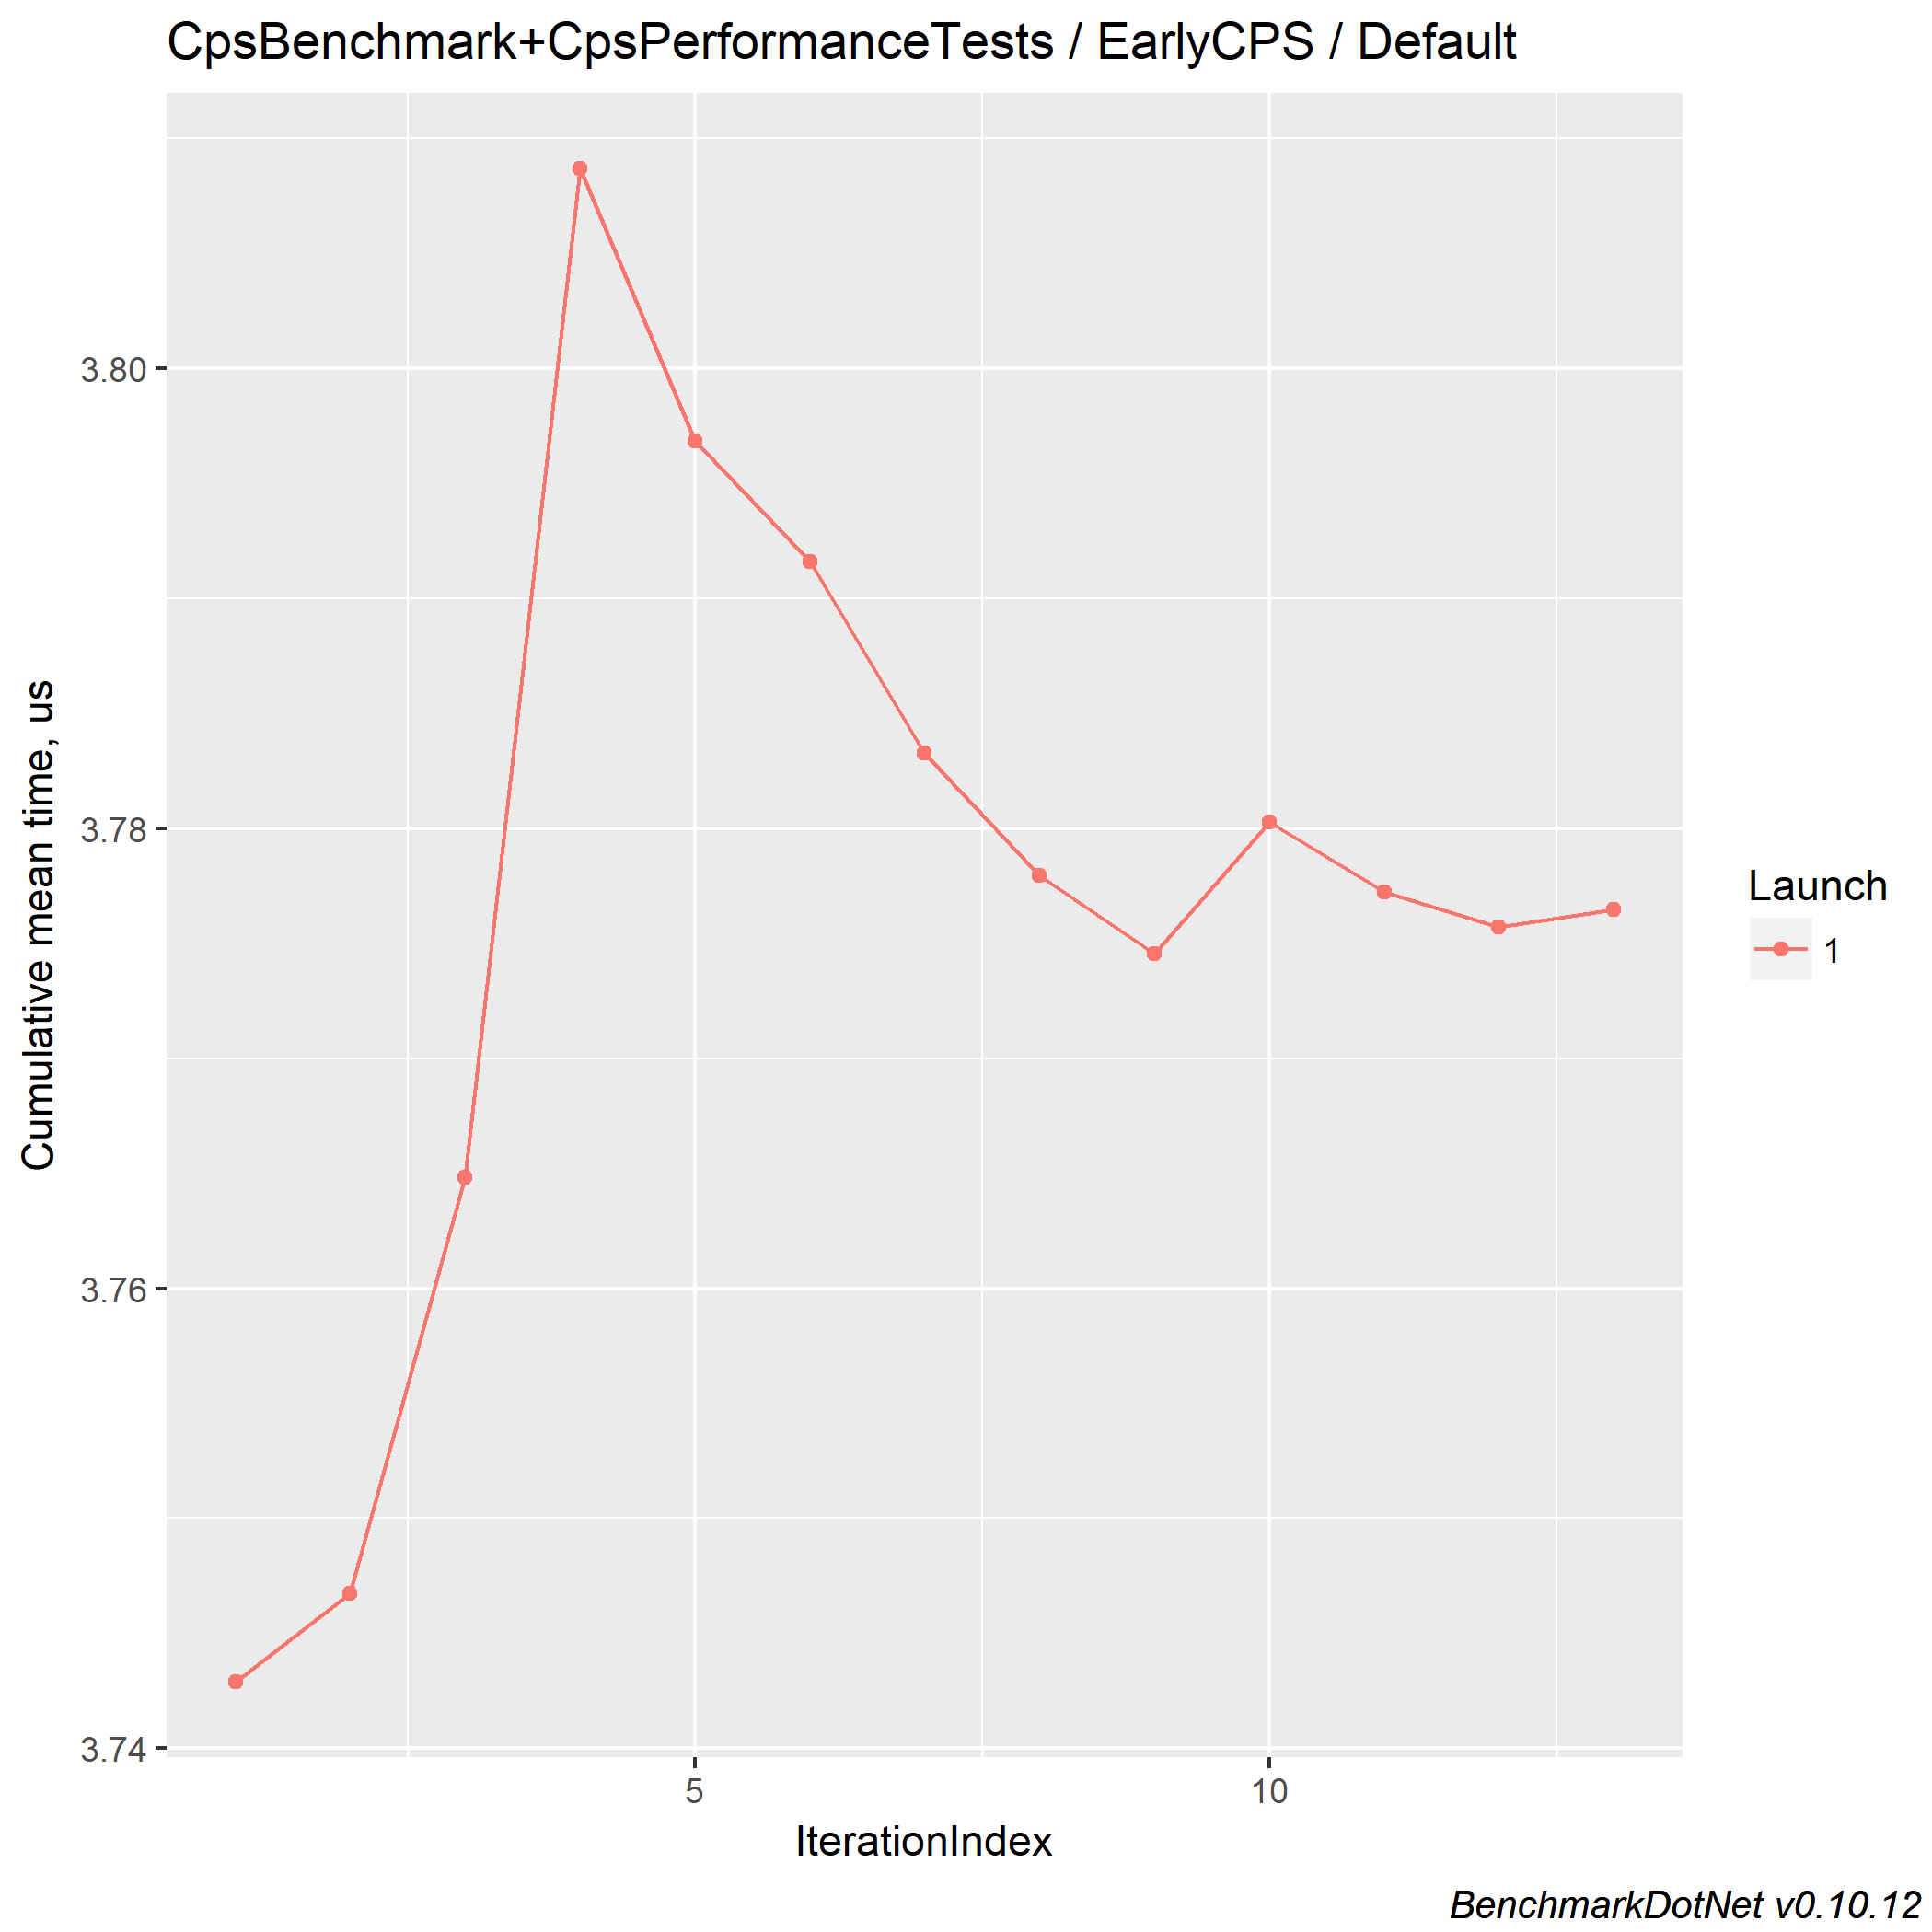 CpsBenchmark+CpsPerformanceTests / EarlyCPS / Default
Cumulative mean time, us
3.80
3.78
3.76
3.74
5
10
IterationIndex
Launch
1
BenchmarkDotNet v0.10.12